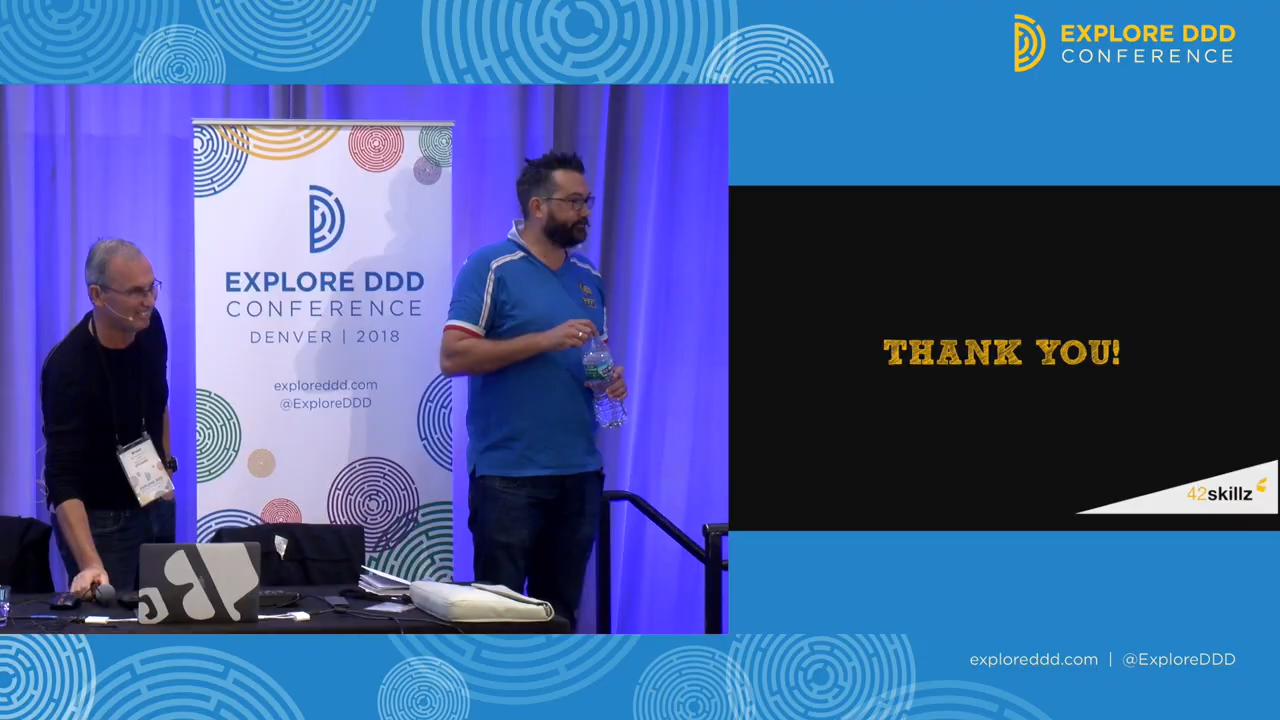 EXPLORE DDD
CONFERENCE
EXPLORE DDD
CONFERENCE
DENVER | 2018
exploreddd.com
@ExploreDDD
THANK YOU!
42skillz
exploreddd.com | @ExploreDDD